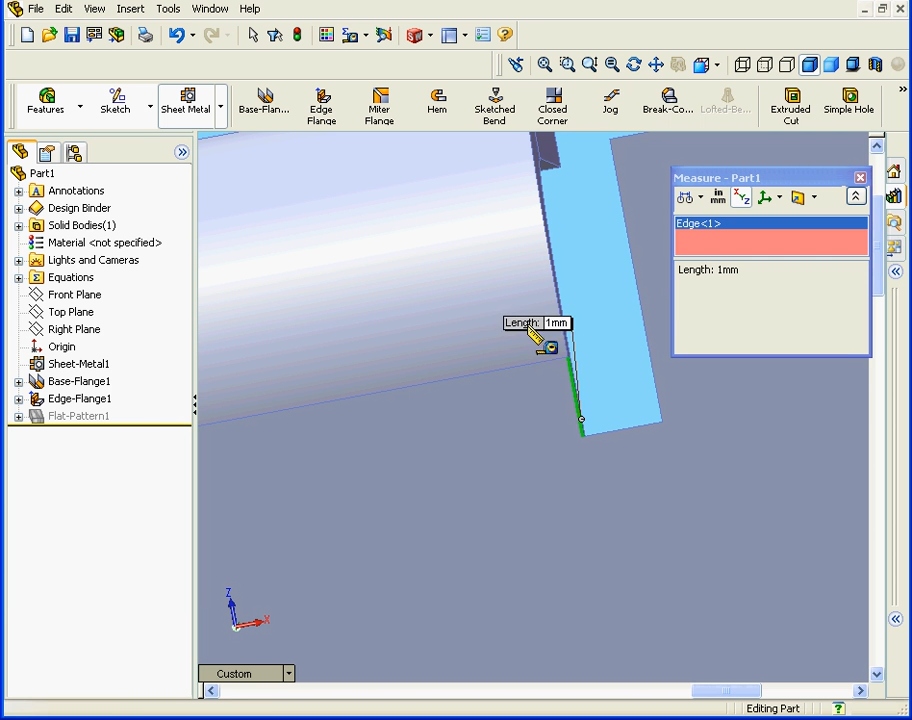 File Edit View Insert Tools Window Help
Features Sketch Sheet Metal Base-Flan... Edge Flange Miter Flange Hem Sketched Bend Closed Corner Jog Break-Co... Lofted-Be... Extruded Cut Simple Hole
Part1
Annotations
Design Binder
Solid Bodies(1)
Material <not specified>
Lights and Cameras
Equations
Front Plane
Top Plane
Right Plane
Origin
Sheet-Metal1
Base-Flange1
Edge-Flange1
Flat-Pattern1
Measure - Part1
in
mm
Edge<1>
Length: 1mm
Length: 1mm
Z
X
Custom
Editing Part